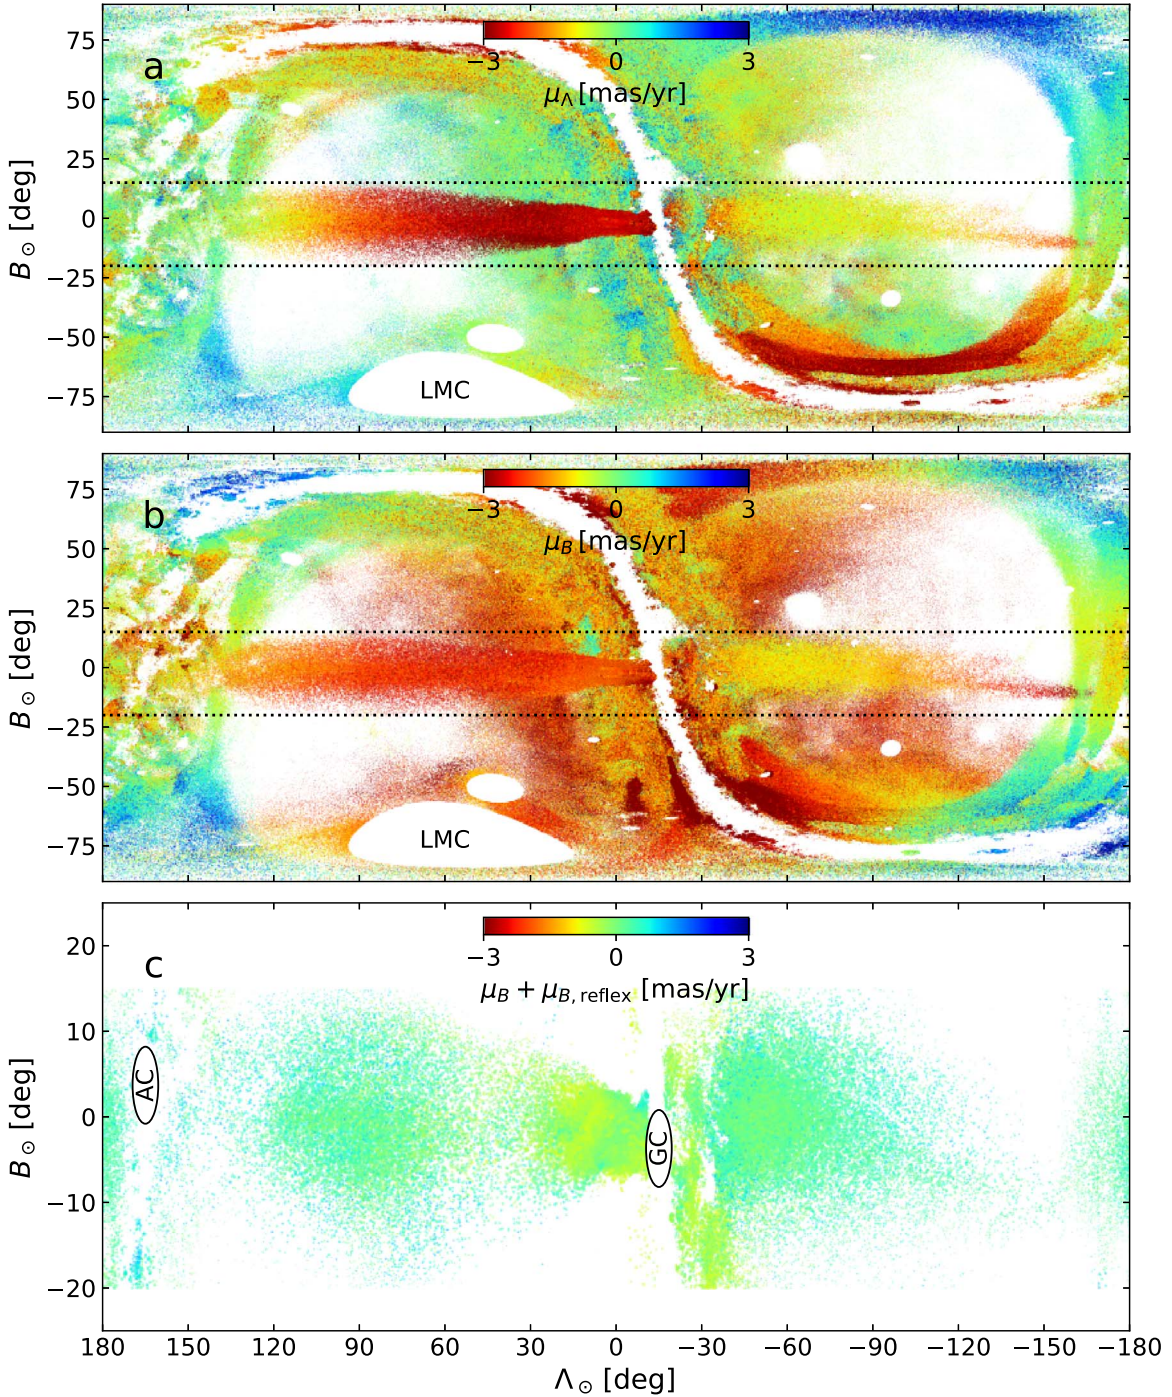 75
50
25
0
−25
−50
−75
B⊙ [deg]
a
−3 0 3
μΛ [mas/yr]
LMC
75
50
25
0
−25
−50
−75
B⊙ [deg]
b
−3 0 3
μB [mas/yr]
LMC
20
10
0
−10
−20
B⊙ [deg]
c
−3 0 3
μB + μB, reflex [mas/yr]
AC
GC
180 150 120 90 60 30 0 −30 −60 −90 −120 −150 −180
Λ⊙ [deg]